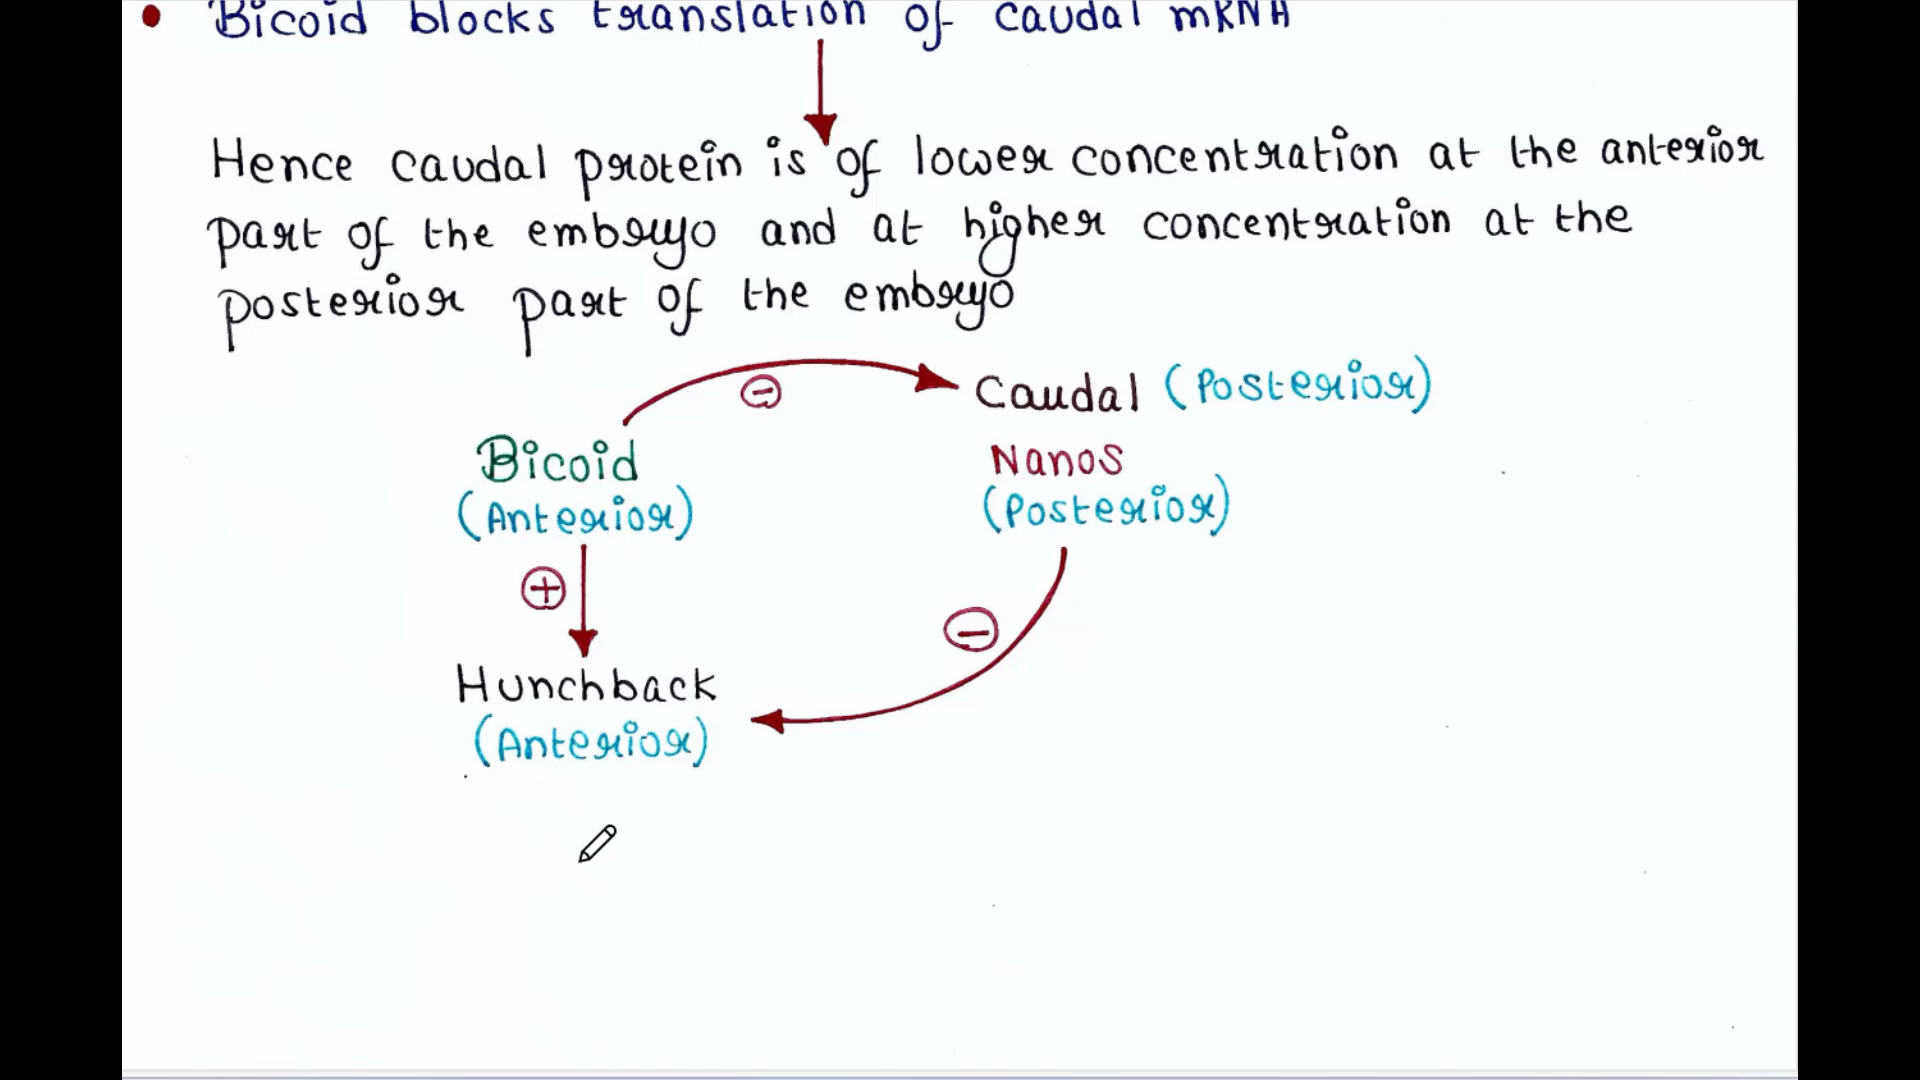 • Bicoid blocks translation of caudal mRNA
Hence caudal protein is of lower concentration at the anterior
part of the embryo and at higher concentration at the
posterior part of the embryo
⊖ Caudal (Posterior)
Bicoid Nanos
(Anterior) (Posterior)
⊕
⊖
Hunchback
(Anterior)